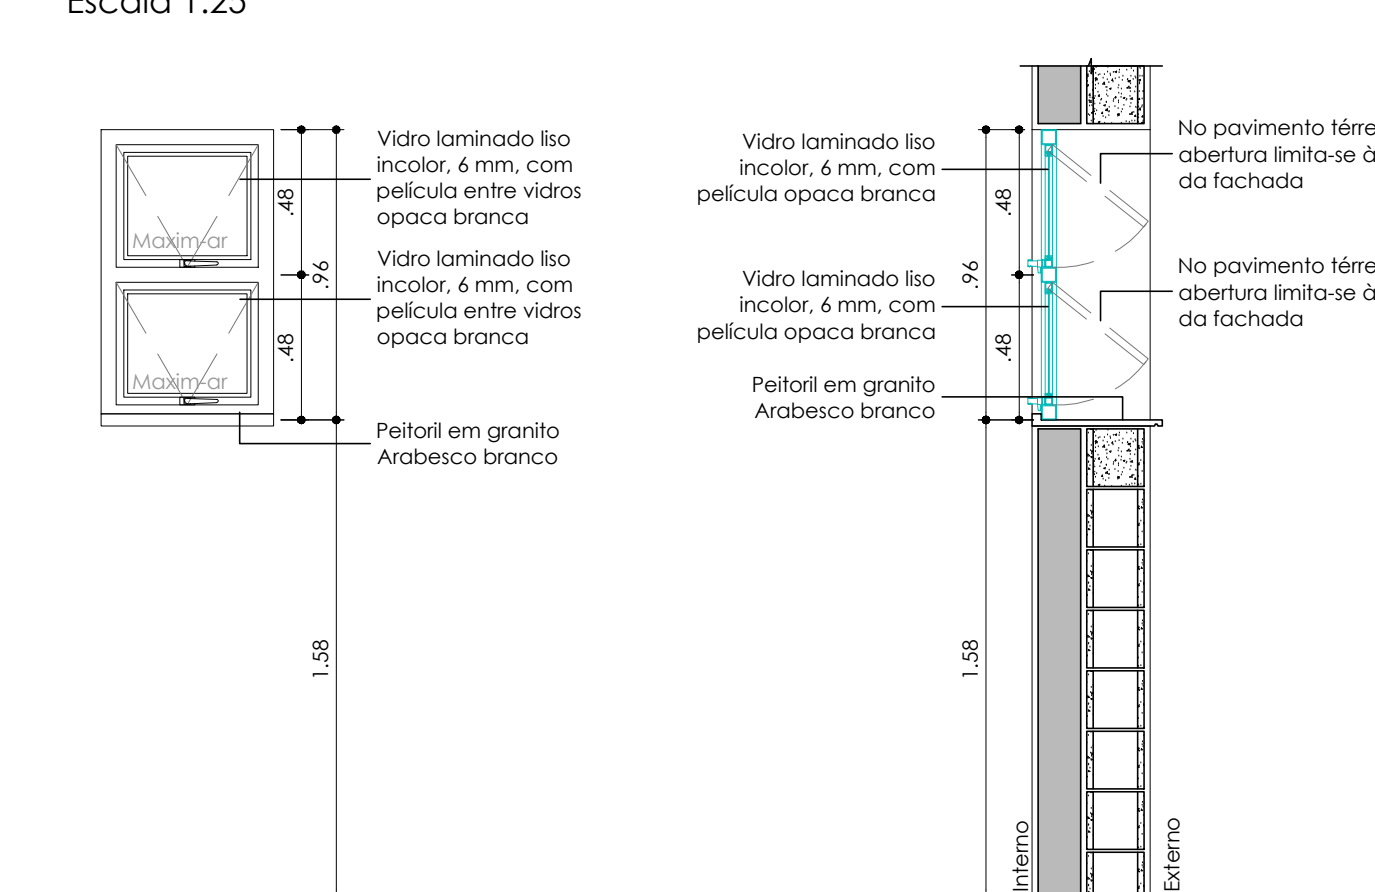 Escala 1:25
Vidro laminado liso
incolor, 6 mm, com
película entre vidros
opaca branca
.48
Maxim-ar
.96
Vidro laminado liso
incolor, 6 mm, com
película entre vidros
opaca branca
.48
Maxim-ar
Peitoril em granito
Arabesco branco
1.58
Vidro laminado liso
incolor, 6 mm, com
película opaca branca
.48
.96
Vidro laminado liso
incolor, 6 mm, com
película opaca branca
.48
Peitoril em granito
Arabesco branco
1.58
No pavimento térre
abertura limita-se à
da fachada
No pavimento térre
abertura limita-se à
da fachada
Interno
Externo